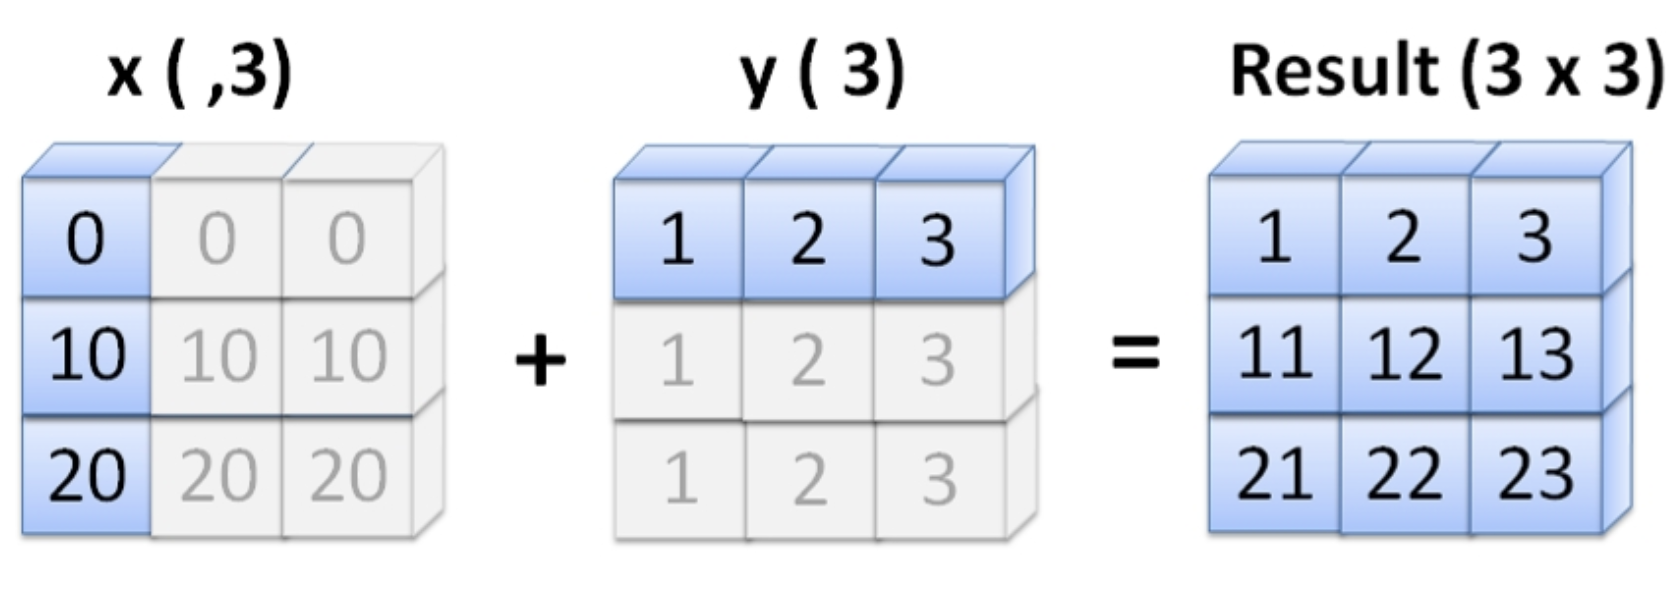 x ( ,3) y ( 3) Result (3 x 3)
0 0 0 1 2 3 1 2 3
10 10 10 + 1 2 3 = 11 12 13
20 20 20 1 2 3 21 22 23